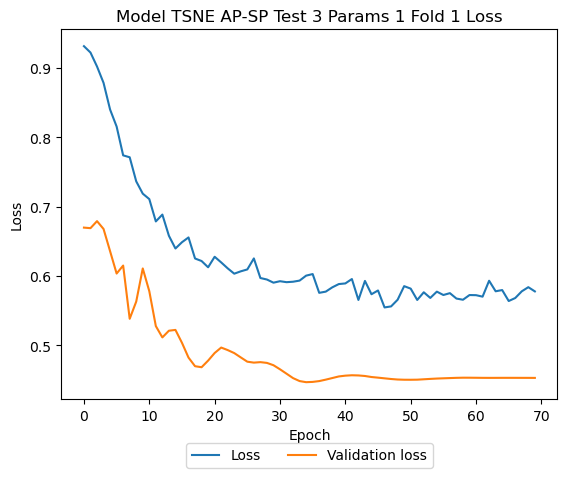 Model TSNE AP-SP Test 3 Params 1 Fold 1 Loss
0.9
0.8
0.7
0.6
0.5
Loss
0 10 20 30 40 50 60 70
Epoch
Loss Validation loss